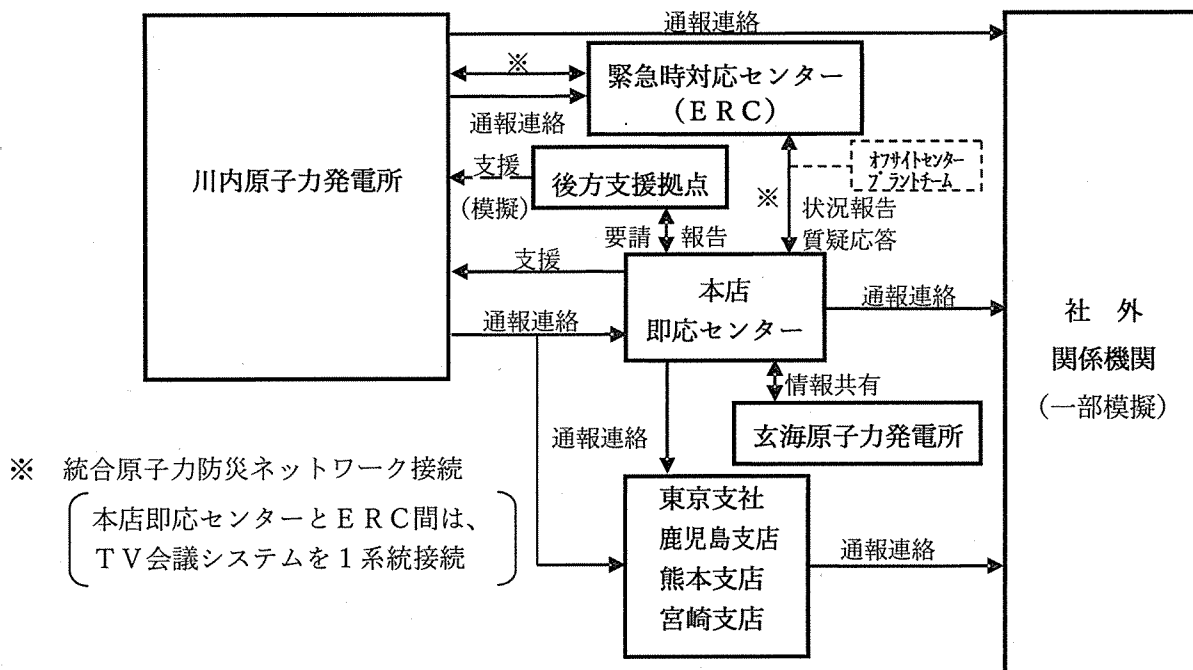 通報連絡
※
緊急時対応センター
（ＥＲＣ）
通報連絡
川内原子力発電所
支援
（模擬）
後方支援拠点
ｵﾌｻｲﾄｾﾝﾀｰ
ﾌﾟﾗﾝﾄﾁｰﾑ
※
状況報告
質疑応答
要請
報告
支援
本店
即応センター
通報連絡
通報連絡
社　外
関係機関
（一部模擬）
情報共有
玄海原子力発電所
通報連絡
※　統合原子力防災ネットワーク接続
本店即応センターとＥＲＣ間は、
ＴＶ会議システムを１系統接続
東京支社
鹿児島支店
熊本支店
宮崎支店
通報連絡